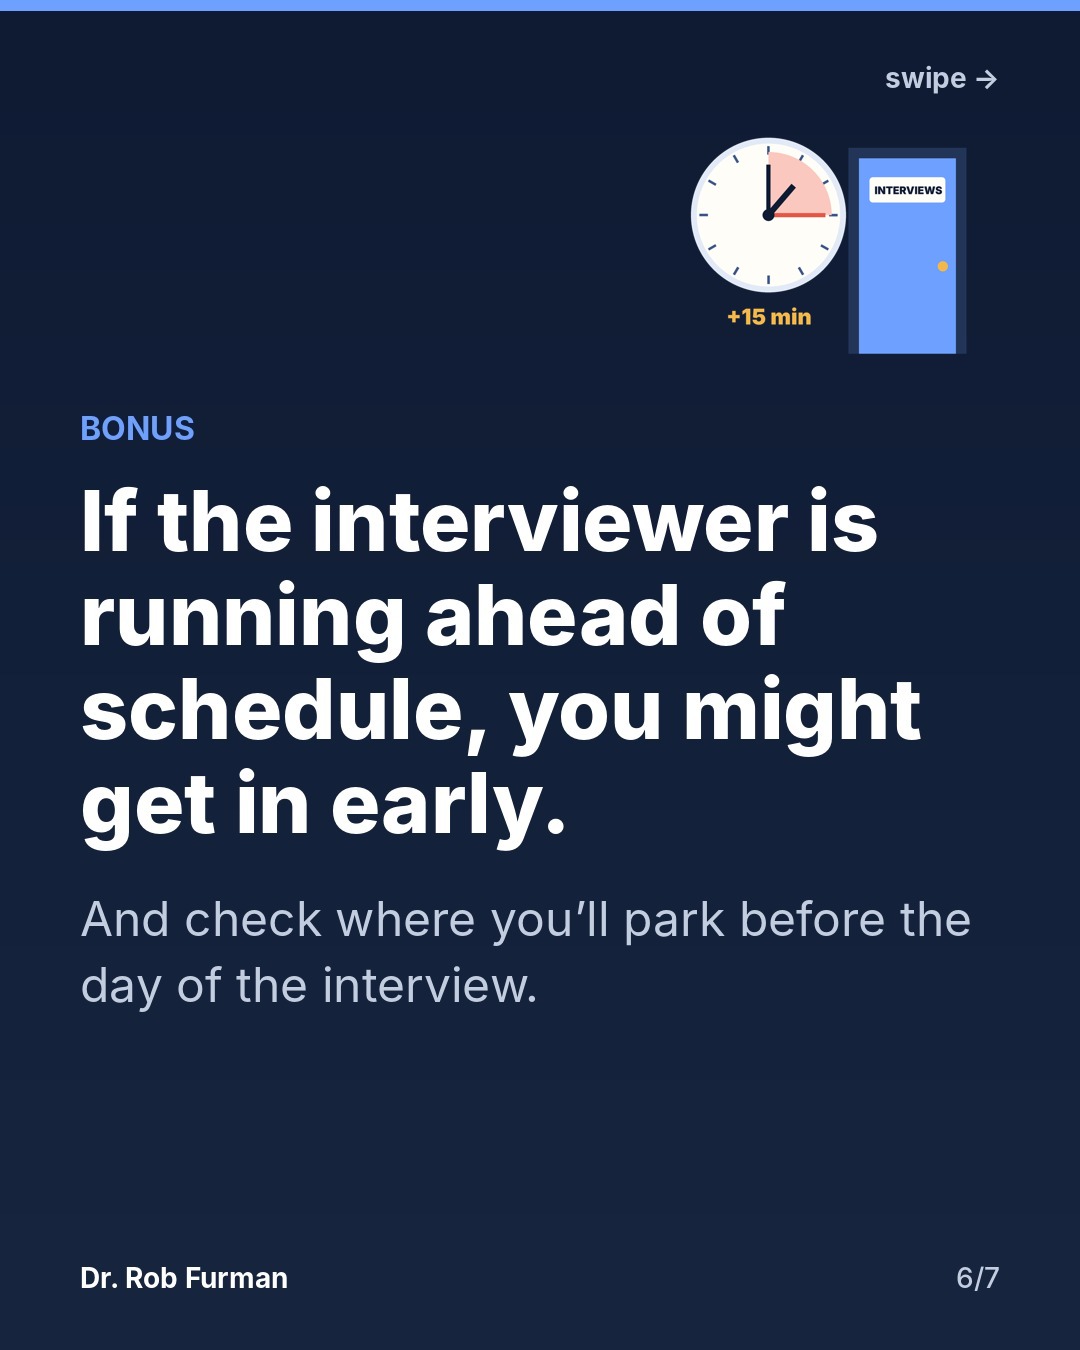 swipe →
INTERVIEWS
+15 min
BONUS
If the interviewer is
running ahead of
schedule, you might
get in early.
And check where you’ll park before the
day of the interview.
Dr. Rob Furman
6/7